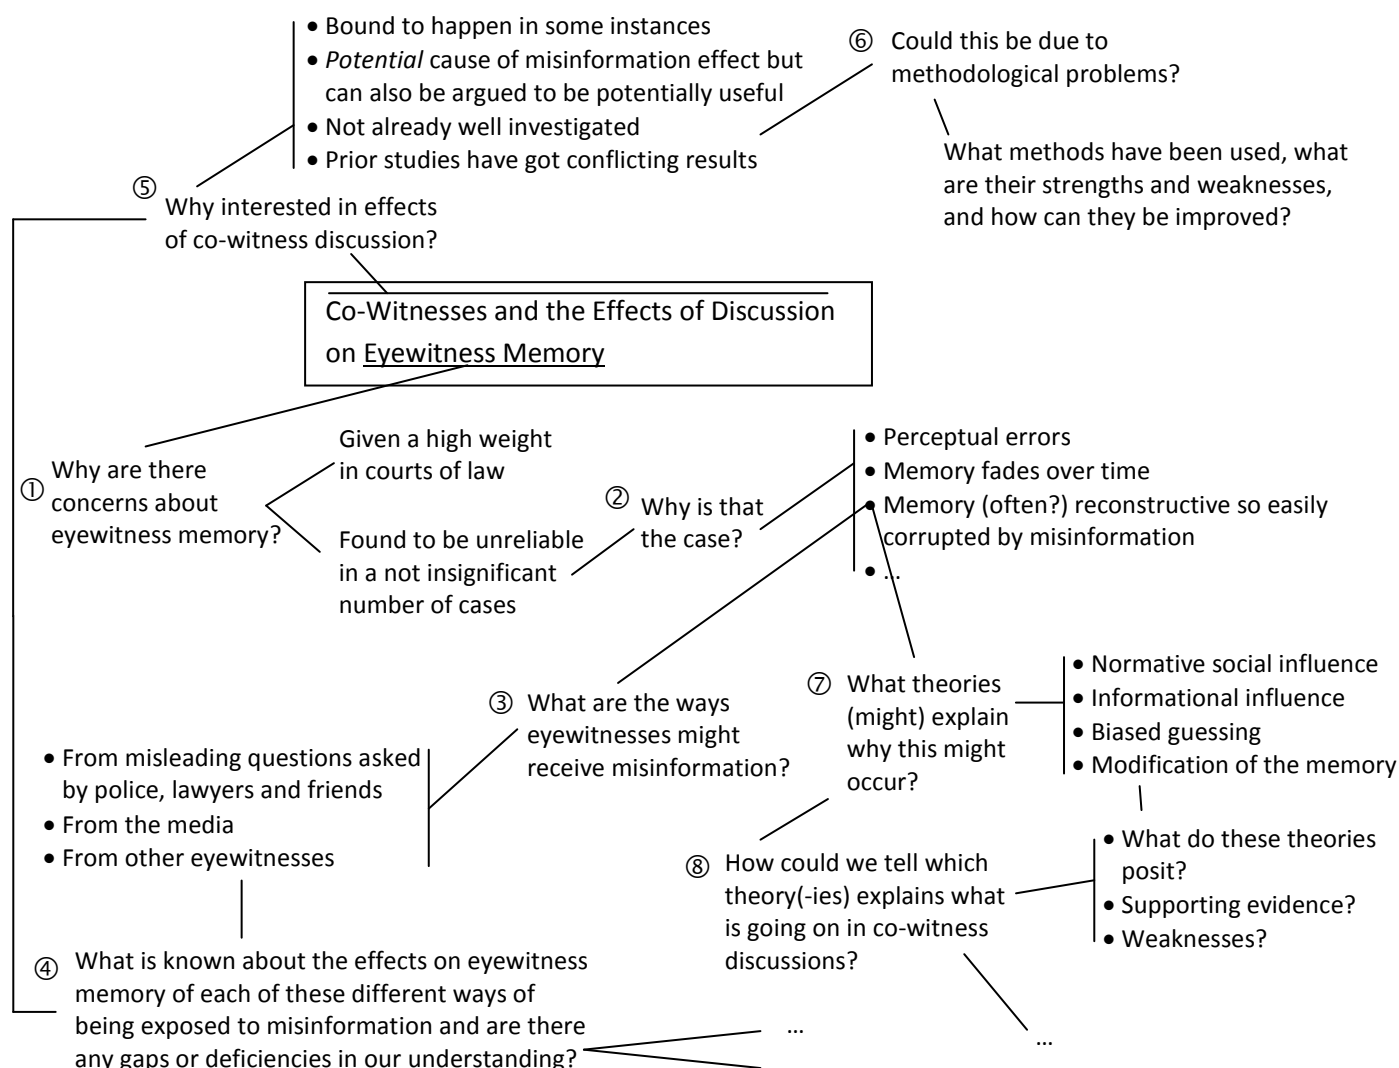 • Bound to happen in some instances
• Potential cause of misinformation effect but
can also be argued to be potentially useful
• Not already well investigated
• Prior studies have got conflicting results
⑥ Could this be due to
methodological problems?
What methods have been used, what
are their strengths and weaknesses,
and how can they be improved?
⑤
Why interested in effects
of co-witness discussion?
Co-Witnesses and the Effects of Discussion
on Eyewitness Memory
①
Why are there
concerns about
eyewitness memory?
Given a high weight
in courts of law
Found to be unreliable
in a not insignificant
number of cases
② Why is that
the case?
• Perceptual errors
• Memory fades over time
• Memory (often?) reconstructive so easily
corrupted by misinformation
• ...
③ What are the ways
eyewitnesses might
receive misinformation?
• From misleading questions asked
by police, lawyers and friends
• From the media
• From other eyewitnesses
⑦ What theories
(might) explain
why this might
occur?
• Normative social influence
• Informational influence
• Biased guessing
• Modification of the memory
• What do these theories
posit?
• Supporting evidence?
• Weaknesses?
⑧ How could we tell which
theory(-ies) explains what
is going on in co-witness
discussions?
...
④ What is known about the effects on eyewitness
memory of each of these different ways of
being exposed to misinformation and are there
any gaps or deficiencies in our understanding?
...